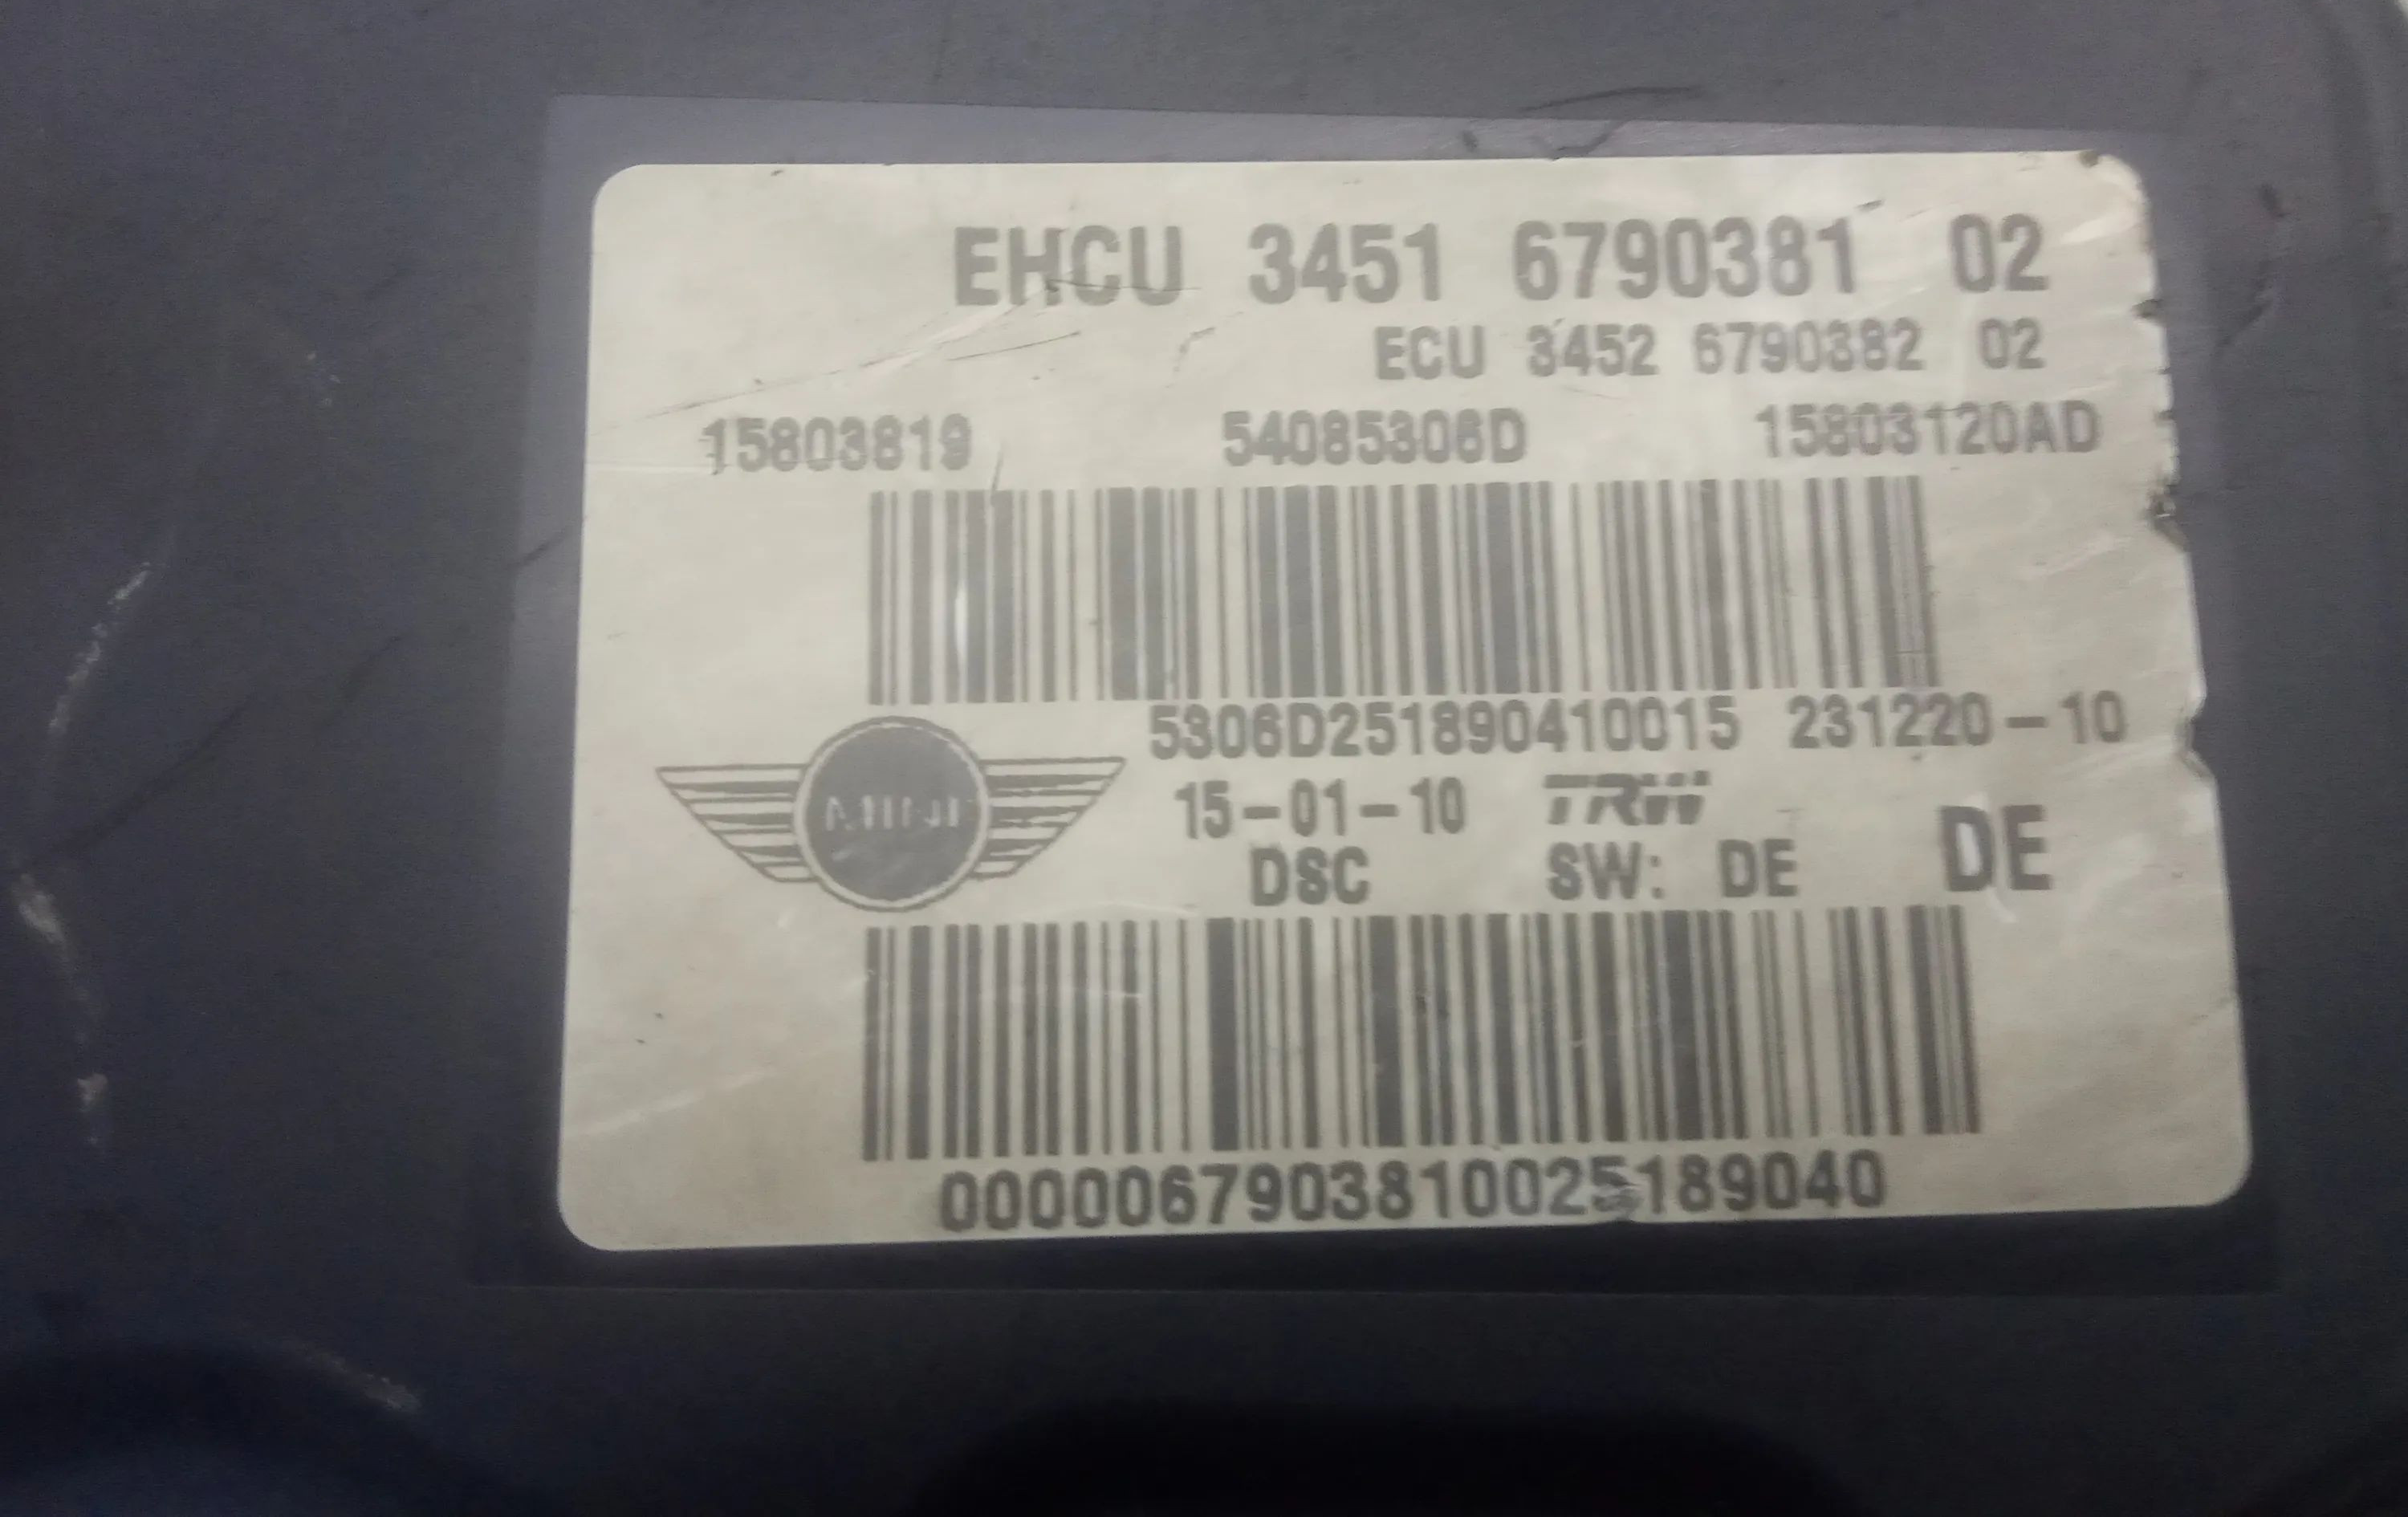 EHCU 3451 6790381 02
ECU 3452 6790382 02
15803819 54085306D 15803120AD
5306D251890410015 231220-10
MINI
15-01-10 TRW
DSC SW: DE DE
0000067903810025189040